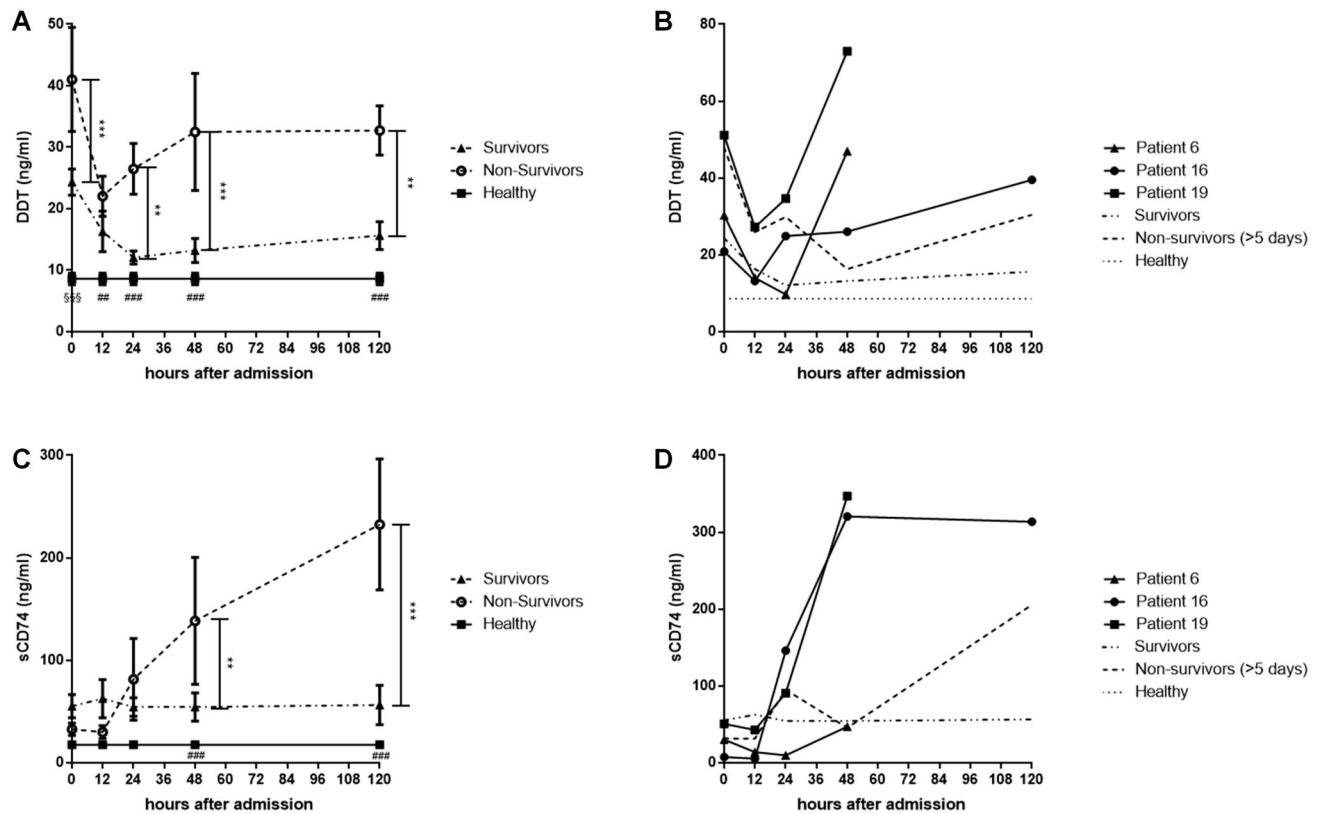 A
50
40
30
20
10
0
DDT (ng/ml)
***
**
***
**
§§§ ## ### ### ###
0 12 24 36 48 60 72 84 96 108 120
hours after admission
Survivors
Non-Survivors
Healthy
B
80
60
40
20
0
DDT (ng/ml)
0 12 24 36 48 60 72 84 96 108 120
hours after admission
Patient 6
Patient 16
Patient 19
Survivors
Non-survivors (>5 days)
Healthy
C
300
200
100
0
sCD74 (ng/ml)
**
***
### ###
0 12 24 36 48 60 72 84 96 108 120
hours after admission
Survivors
Non-Survivors
Healthy
D
400
300
200
100
0
sCD74 (ng/ml)
0 12 24 36 48 60 72 84 96 108 120
hours after admission
Patient 6
Patient 16
Patient 19
Survivors
Non-survivors (>5 days)
Healthy